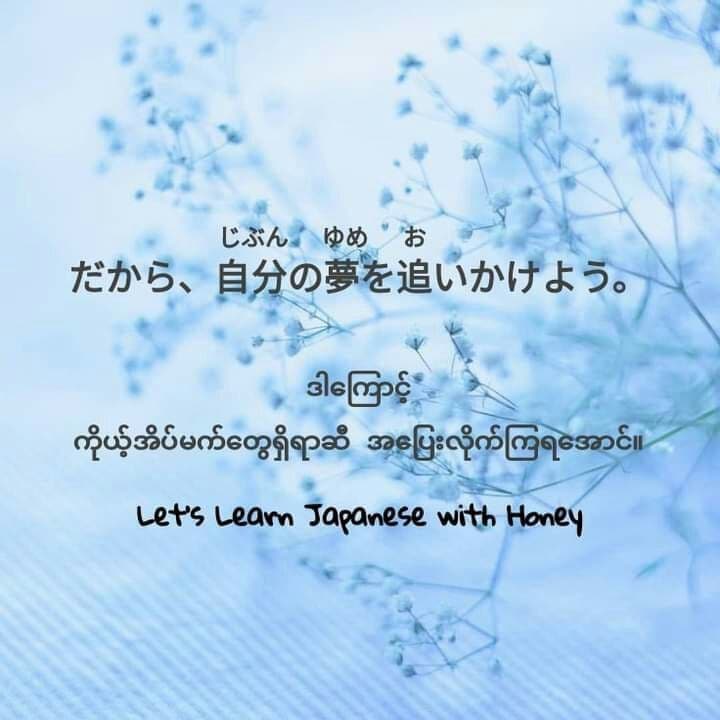 じぶん ゆめ お
だから、自分の夢を追いかけよう。
ဒါကြောင့်
ကိုယ့်အိပ်မက်တွေရှိရာဆီ အပြေးလိုက်ကြရအောင်။
Let's Learn Japanese with Honey